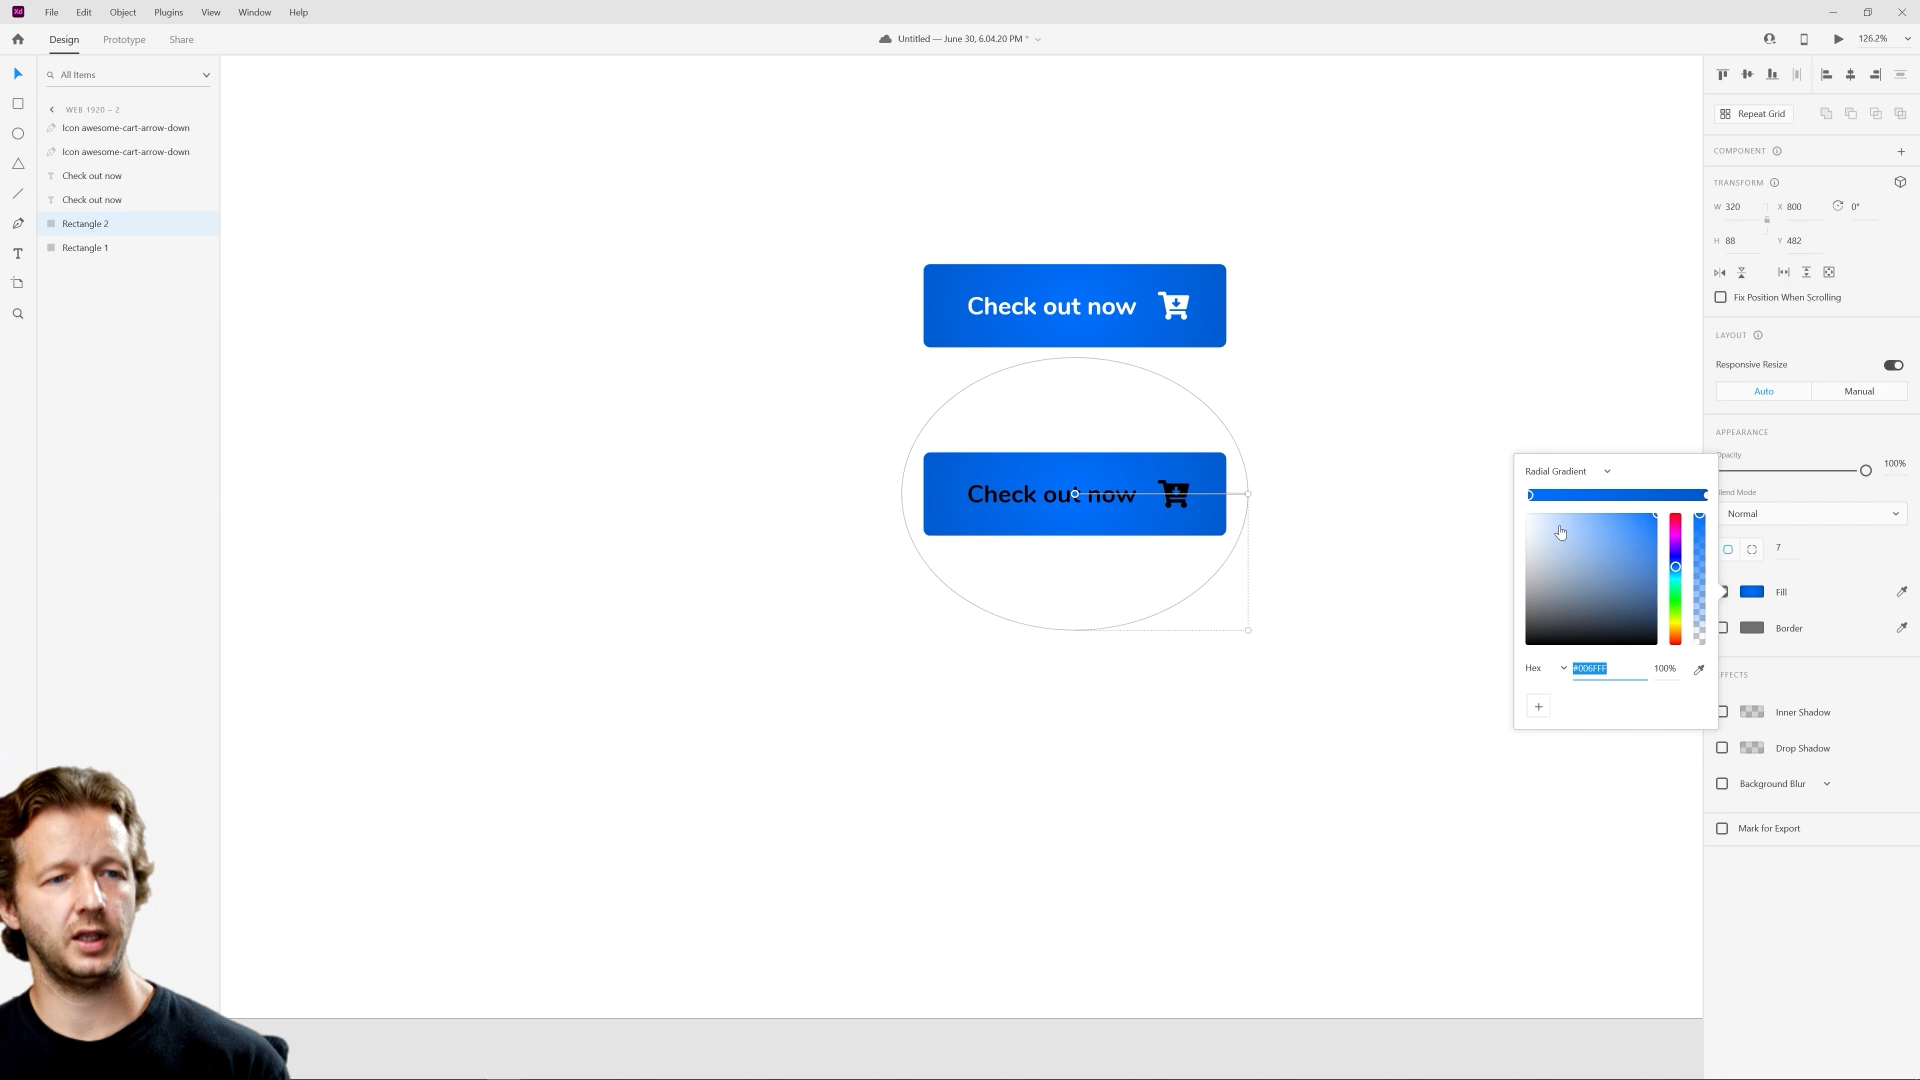 Xd File Edit Object Plugins View Window Help
Design Prototype Share
Untitled — June 30, 6.04.20 PM *
126.2%
All Items
WEB 1920 – 2
Icon awesome-cart-arrow-down
Icon awesome-cart-arrow-down
T Check out now
T Check out now
Rectangle 2
Rectangle 1
T
Check out now
Check out now
Repeat Grid
COMPONENT
TRANSFORM
W 320 X 800 0°
H 88 Y 482
Fix Position When Scrolling
LAYOUT
Responsive Resize
Auto Manual
APPEARANCE
Opacity
100%
Blend Mode
Normal
7
Fill
Border
EFFECTS
Inner Shadow
Drop Shadow
Background Blur
Mark for Export
Radial Gradient
Hex #006FFF 100%
+